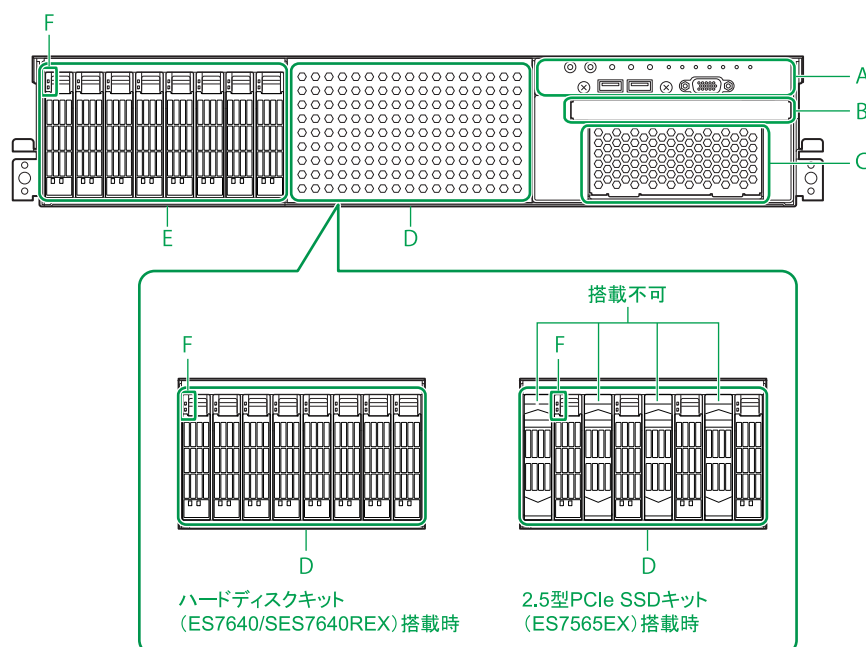 F
A
B
C
E
D
搭載不可
F
F
D
D
ハードディスクキット
(ES7640/SES7640REX)搭載時
2.5型PCIe SSDキット
(ES7565EX)搭載時